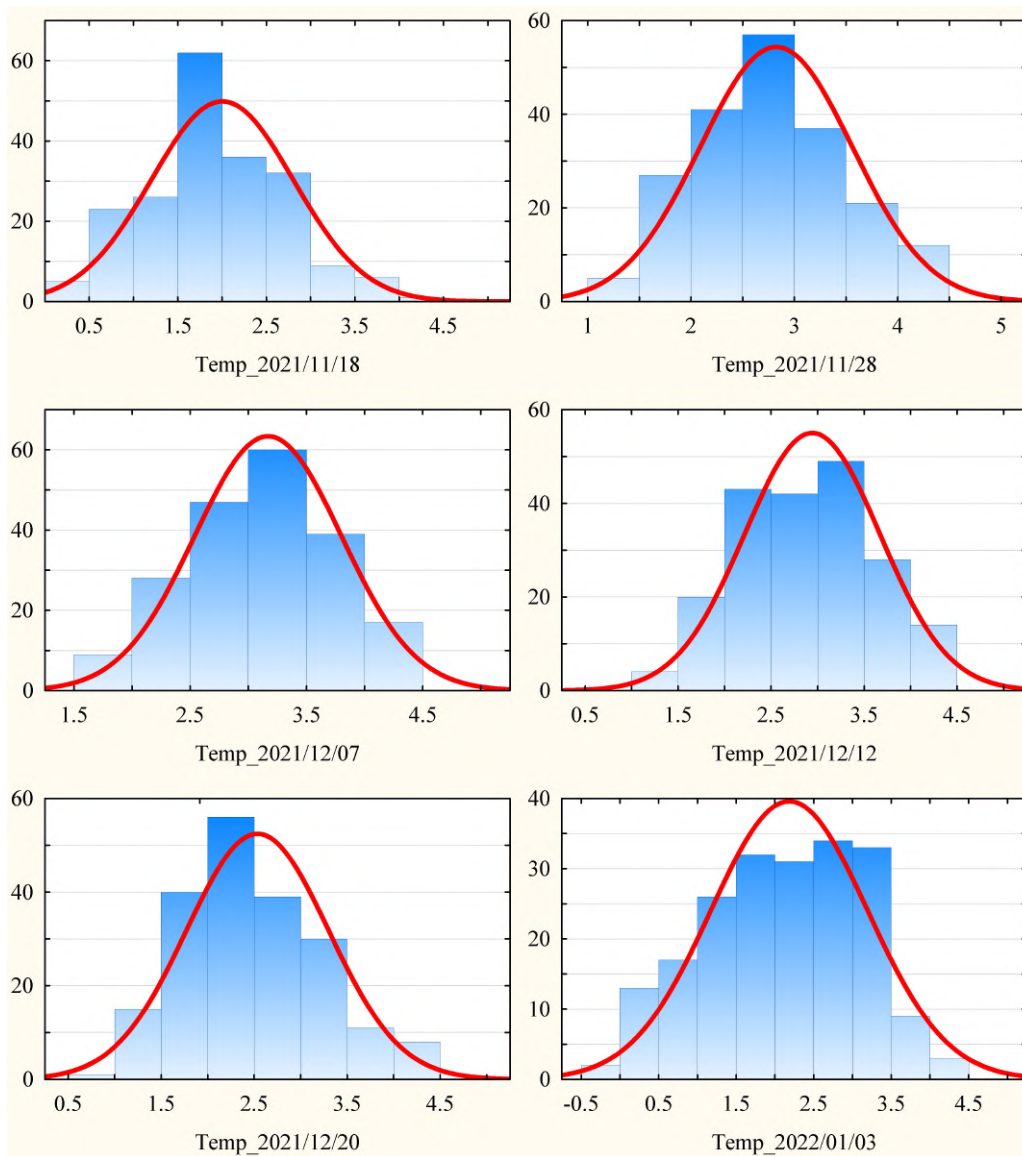 60
40
20
0
0.5 1.5 2.5 3.5 4.5
Temp_2021/11/18
60
40
20
0
1 2 3 4 5
Temp_2021/11/28
60
40
20
0
1.5 2.5 3.5 4.5
Temp_2021/12/07
60
40
20
0
0.5 1.5 2.5 3.5 4.5
Temp_2021/12/12
60
40
20
0
0.5 1.5 2.5 3.5 4.5
Temp_2021/12/20
40
30
20
10
0
-0.5 0.5 1.5 2.5 3.5 4.5
Temp_2022/01/03